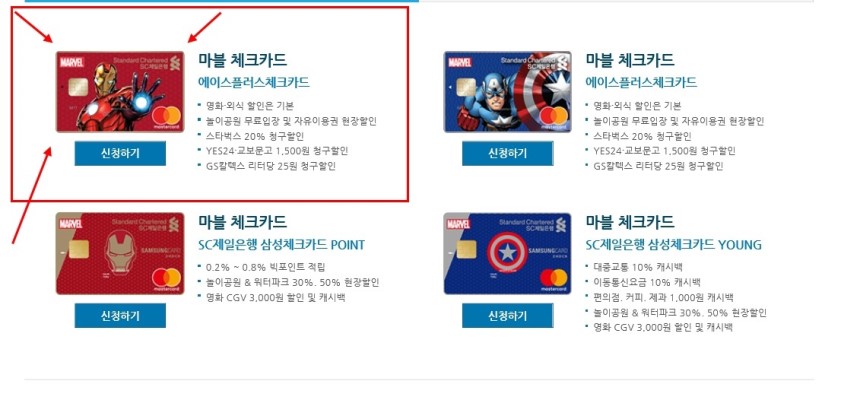 MARVEL
Standard Chartered
SC제일은행
mastercard
마블 체크카드
에이스플러스체크카드
영화·외식 할인은 기본
놀이공원 무료입장 및 자유이용권 현장할인
스타벅스 20% 청구할인
YES24·교보문고 1,500원 청구할인
GS칼텍스 리터당 25원 청구할인
신청하기
MARVEL
Standard Chartered
SC제일은행
mastercard
마블 체크카드
에이스플러스체크카드
영화·외식 할인은 기본
놀이공원 무료입장 및 자유이용권 현장할인
스타벅스 20% 청구할인
YES24·교보문고 1,500원 청구할인
GS칼텍스 리터당 25원 청구할인
신청하기
MARVEL
Standard Chartered
SC제일은행
SAMSUNG CARD
mastercard
마블 체크카드
SC제일은행 삼성체크카드 POINT
0.2% ~ 0.8% 빅포인트 적립
놀이공원 & 워터파크 30%. 50% 현장할인
영화 CGV 3,000원 할인 및 캐시백
신청하기
MARVEL
Standard Chartered
SC제일은행
SAMSUNG CARD
mastercard
마블 체크카드
SC제일은행 삼성체크카드 YOUNG
대중교통 10% 캐시백
이동통신요금 10% 캐시백
편의점. 커피. 제과 1,000원 캐시백
놀이공원 & 워터파크 30%. 50% 현장할인
영화 CGV 3,000원 할인 및 캐시백
신청하기